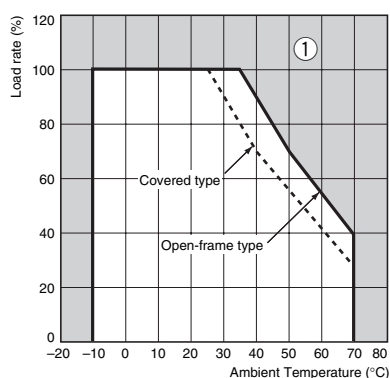 Load rate (%)
120
①
100
80
Covered type
60
Open-frame type
40
20
0
−20 −10 0 10 20 30 40 50 60 70 80
Ambient Temperature (°C)